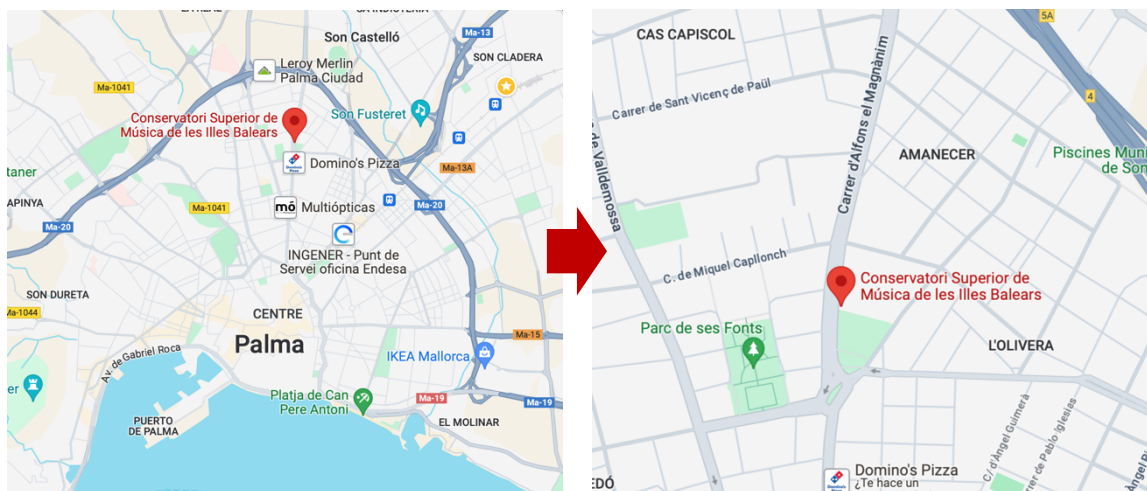 Son Castelló
Ma-13
SON CLADERA
Leroy Merlin
Palma Ciudad
Ma-1041
Conservatori Superior de
Música de les Illes Balears
Son Fusteret
Domino's Pizza
Ma-13A
taner
APINYA
Ma-1041
Multiópticas
Ma-20
Ma-20
INGENER - Punt de
Servei oficina Endesa
SON DURETA
CENTRE
Ma-1044
Palma
Ma-15
IKEA Mallorca
Av. de Gabriel Roca
er
Platja de Can
Pere Antoni
Ma-19
Ma-19
PUERTO
DE PALMA
EL MOLINAR
CAS CAPISCOL
5A
Carrer de Sant Vicenç de Paül
4
Carrer d'Alfons el Magnànim
de Valldemossa
AMANECER
Piscines Muni
de Son
C. de Miquel Capllonch
Conservatori Superior de
Música de les Illes Balears
Parc de ses Fonts
L'OLIVERA
C/ d'Àngel Guimerà
rer de Pablo Iglesias
Domino's Pizza
¿Te hace un
EDÓ